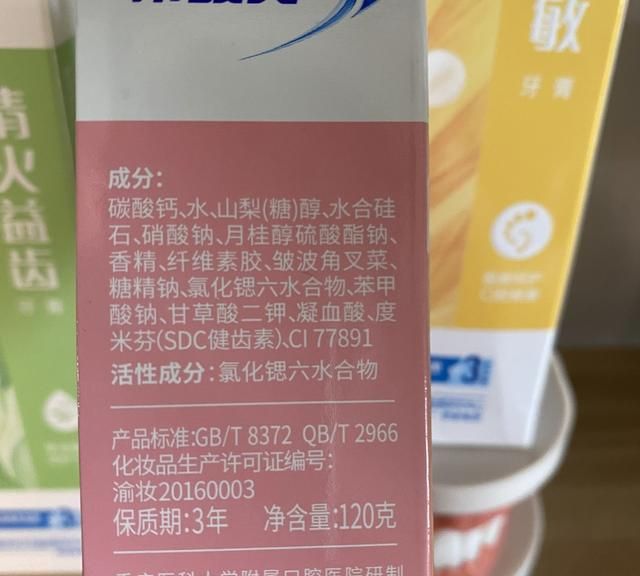 成分:
碳酸钙、水、山梨(糖)醇、水合硅
石、硝酸钠、月桂醇硫酸酯钠、
香精、纤维素胶、皱波角叉菜、
糖精钠、氯化锶六水合物、苯甲
酸钠、甘草酸二钾、凝血酸、度
米芬(SDC健齿素)、CI 77891
活性成分:氯化锶六水合物
产品标准:GB/T 8372 QB/T 2966
化妆品生产许可证编号:
渝妆20160003
保质期:3年 净含量:120克
清火益齿
牙膏
敏
牙膏
3